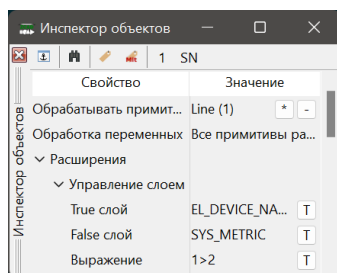 Инспектор объектов
1 SN
Инспектор объектов
Свойство Значение
Обрабатывать примит... Line (1) * -
Обработка переменных Все примитивы ра...
Расширения
Управление слоем
True слой EL_DEVICE_NA... T
False слой SYS_METRIC T
Выражение 1>2 T